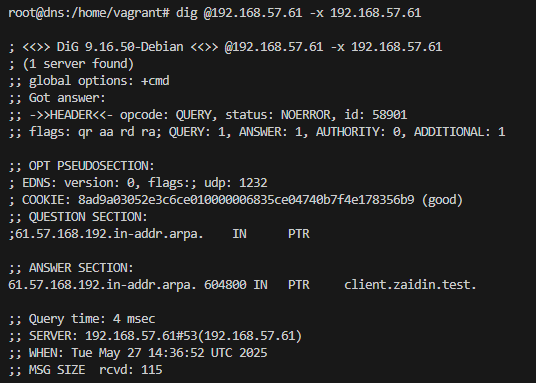 root@dns:/home/vagrant# dig @192.168.57.61 -x 192.168.57.61

; <<>> DiG 9.16.50-Debian <<>> @192.168.57.61 -x 192.168.57.61
; (1 server found)
;; global options: +cmd
;; Got answer:
;; ->>HEADER<<- opcode: QUERY, status: NOERROR, id: 58901
;; flags: qr aa rd ra; QUERY: 1, ANSWER: 1, AUTHORITY: 0, ADDITIONAL: 1

;; OPT PSEUDOSECTION:
; EDNS: version: 0, flags:; udp: 1232
; COOKIE: 8ad9a03052e3c6ce010000006835ce04740b7f4e178356b9 (good)
;; QUESTION SECTION:
;61.57.168.192.in-addr.arpa.    IN      PTR

;; ANSWER SECTION:
61.57.168.192.in-addr.arpa. 604800 IN   PTR     client.zaidin.test.

;; Query time: 4 msec
;; SERVER: 192.168.57.61#53(192.168.57.61)
;; WHEN: Tue May 27 14:36:52 UTC 2025
;; MSG SIZE  rcvd: 115